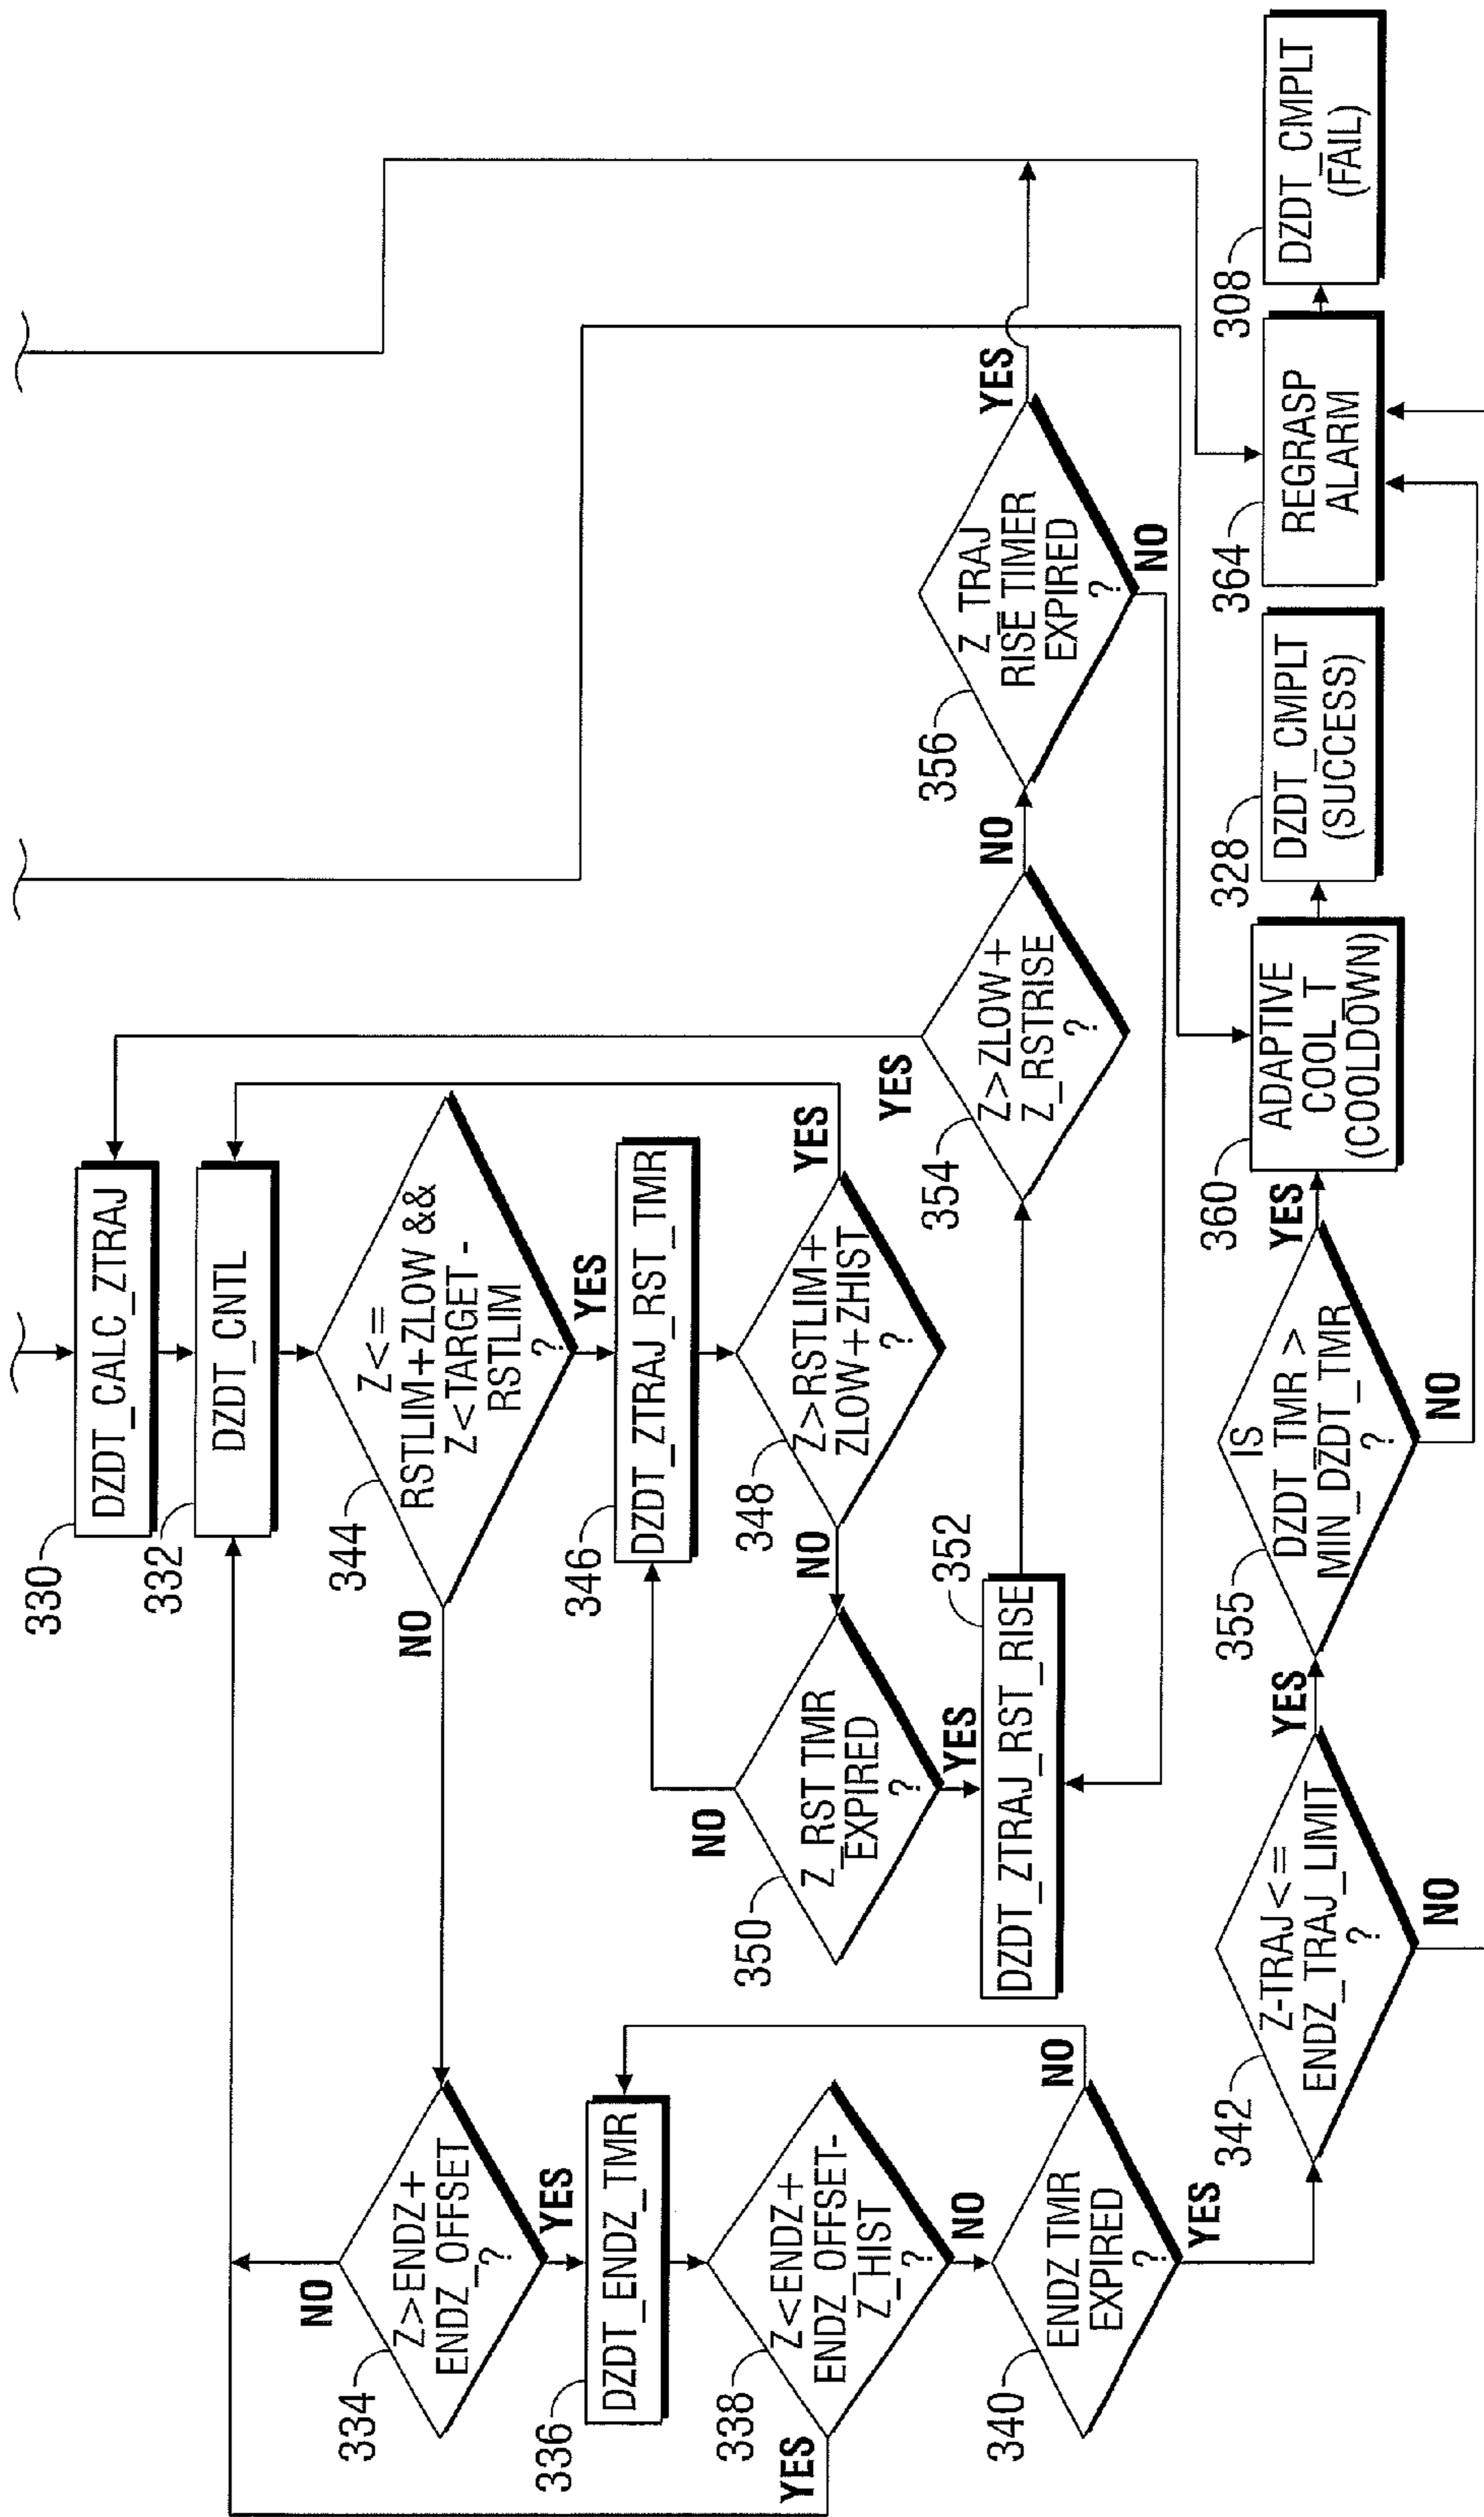 330
DZDT_CALC_ZTRAJ
332
DZDT_CNTL
344
Z<=
RSTLIM+ZLOW &&
Z<TARGET-
RSTLIM
?
NO
YES
334
Z>ENDZ+
ENDZ_OFFSET
?
NO
YES
336
DZDT_ENDZ_TMR
338
Z<ENDZ+
ENDZ_OFFSET-
Z_HIST
?
YES
NO
340
ENDZ TMR
EXPIRED
?
NO
YES
346
DZDT_ZTRAJ_RST_TMR
348
Z>RSTLIM+
ZLOW+ZHIST
?
YES
NO
350
Z_RST TMR
EXPIRED
?
NO
YES
352
DZDT_ZTRAJ_RST_RISE
354
Z>ZLOW+
Z_RSTRISE
?
YES
NO
356
Z_TRAJ
RISE TIMER
EXPIRED
?
YES
NO
342
Z-TRAJ<=
ENDZ_TRAJ_LIMIT
?
YES
NO
355
IS
DZDT TMR >
MIN_DZDT_TMR
?
YES
NO
360
ADAPTIVE
COOL_T
(COOLDOWN)
328
DZDT_CMPLT
(SUCCESS)
364
REGRASP
ALARM
308
DZDT_CMPLT
(FAIL)